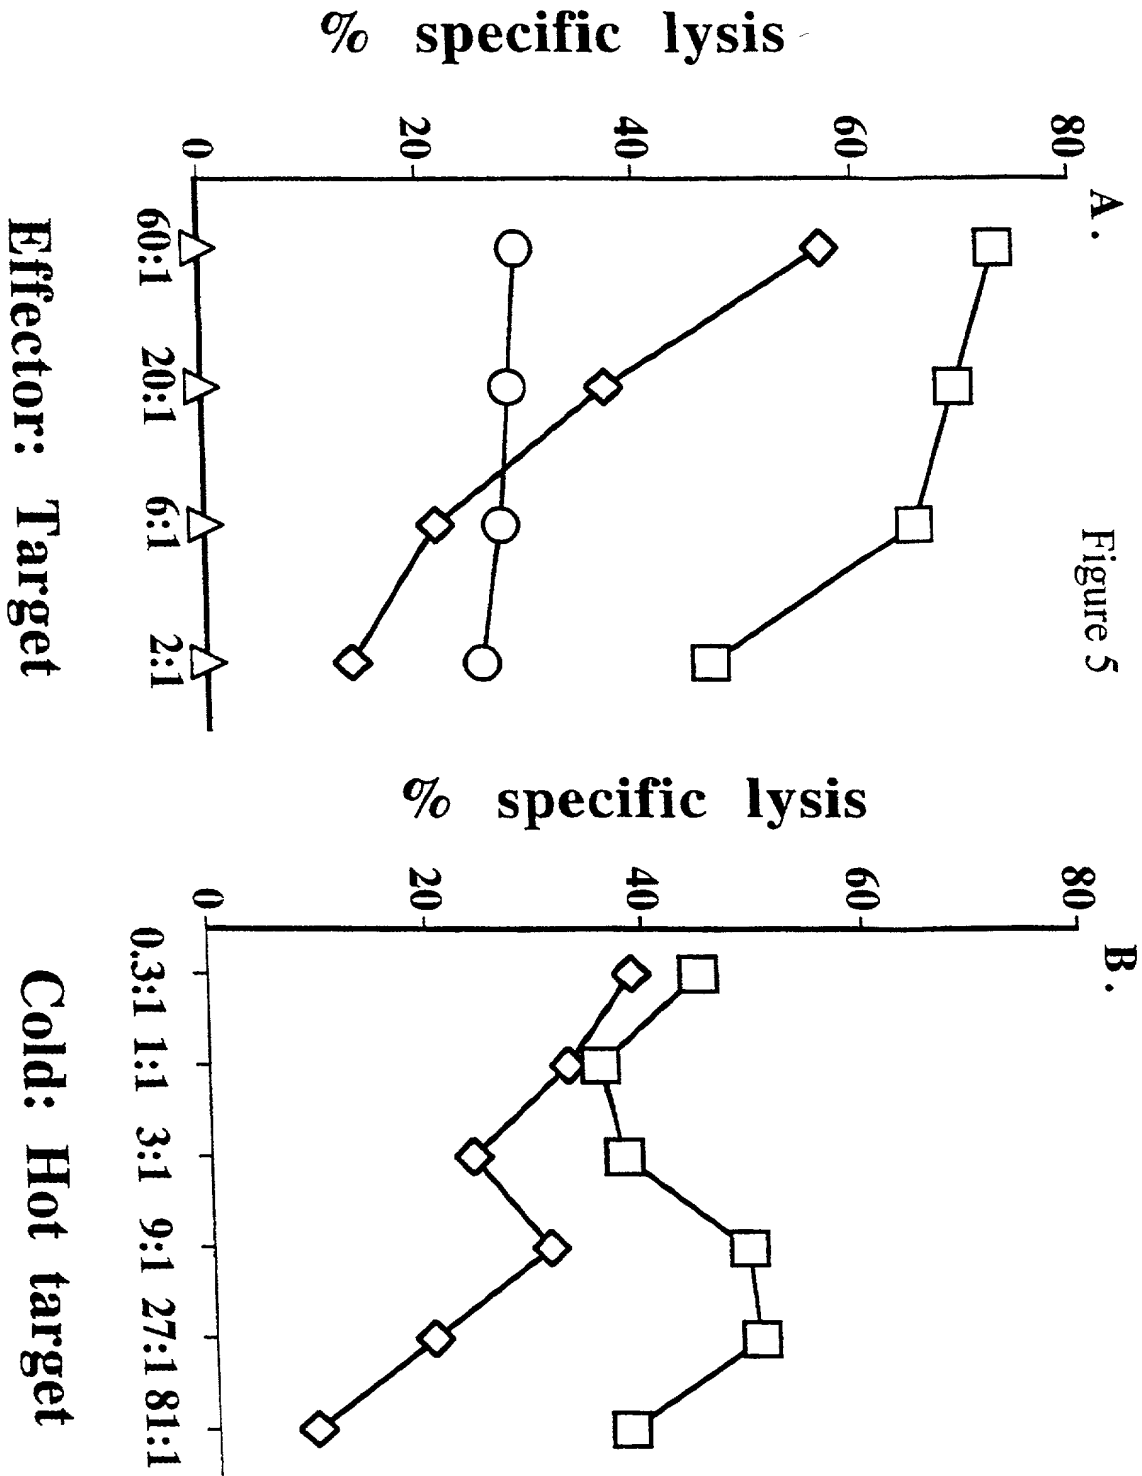 Figure 5
A.
% specific lysis
80
60
40
20
0
60:1 20:1 6:1 2:1
Effector: Target
B.
% specific lysis
80
60
40
20
0
0.3:1 1:1 3:1 9:1 27:1 81:1
Cold: Hot target